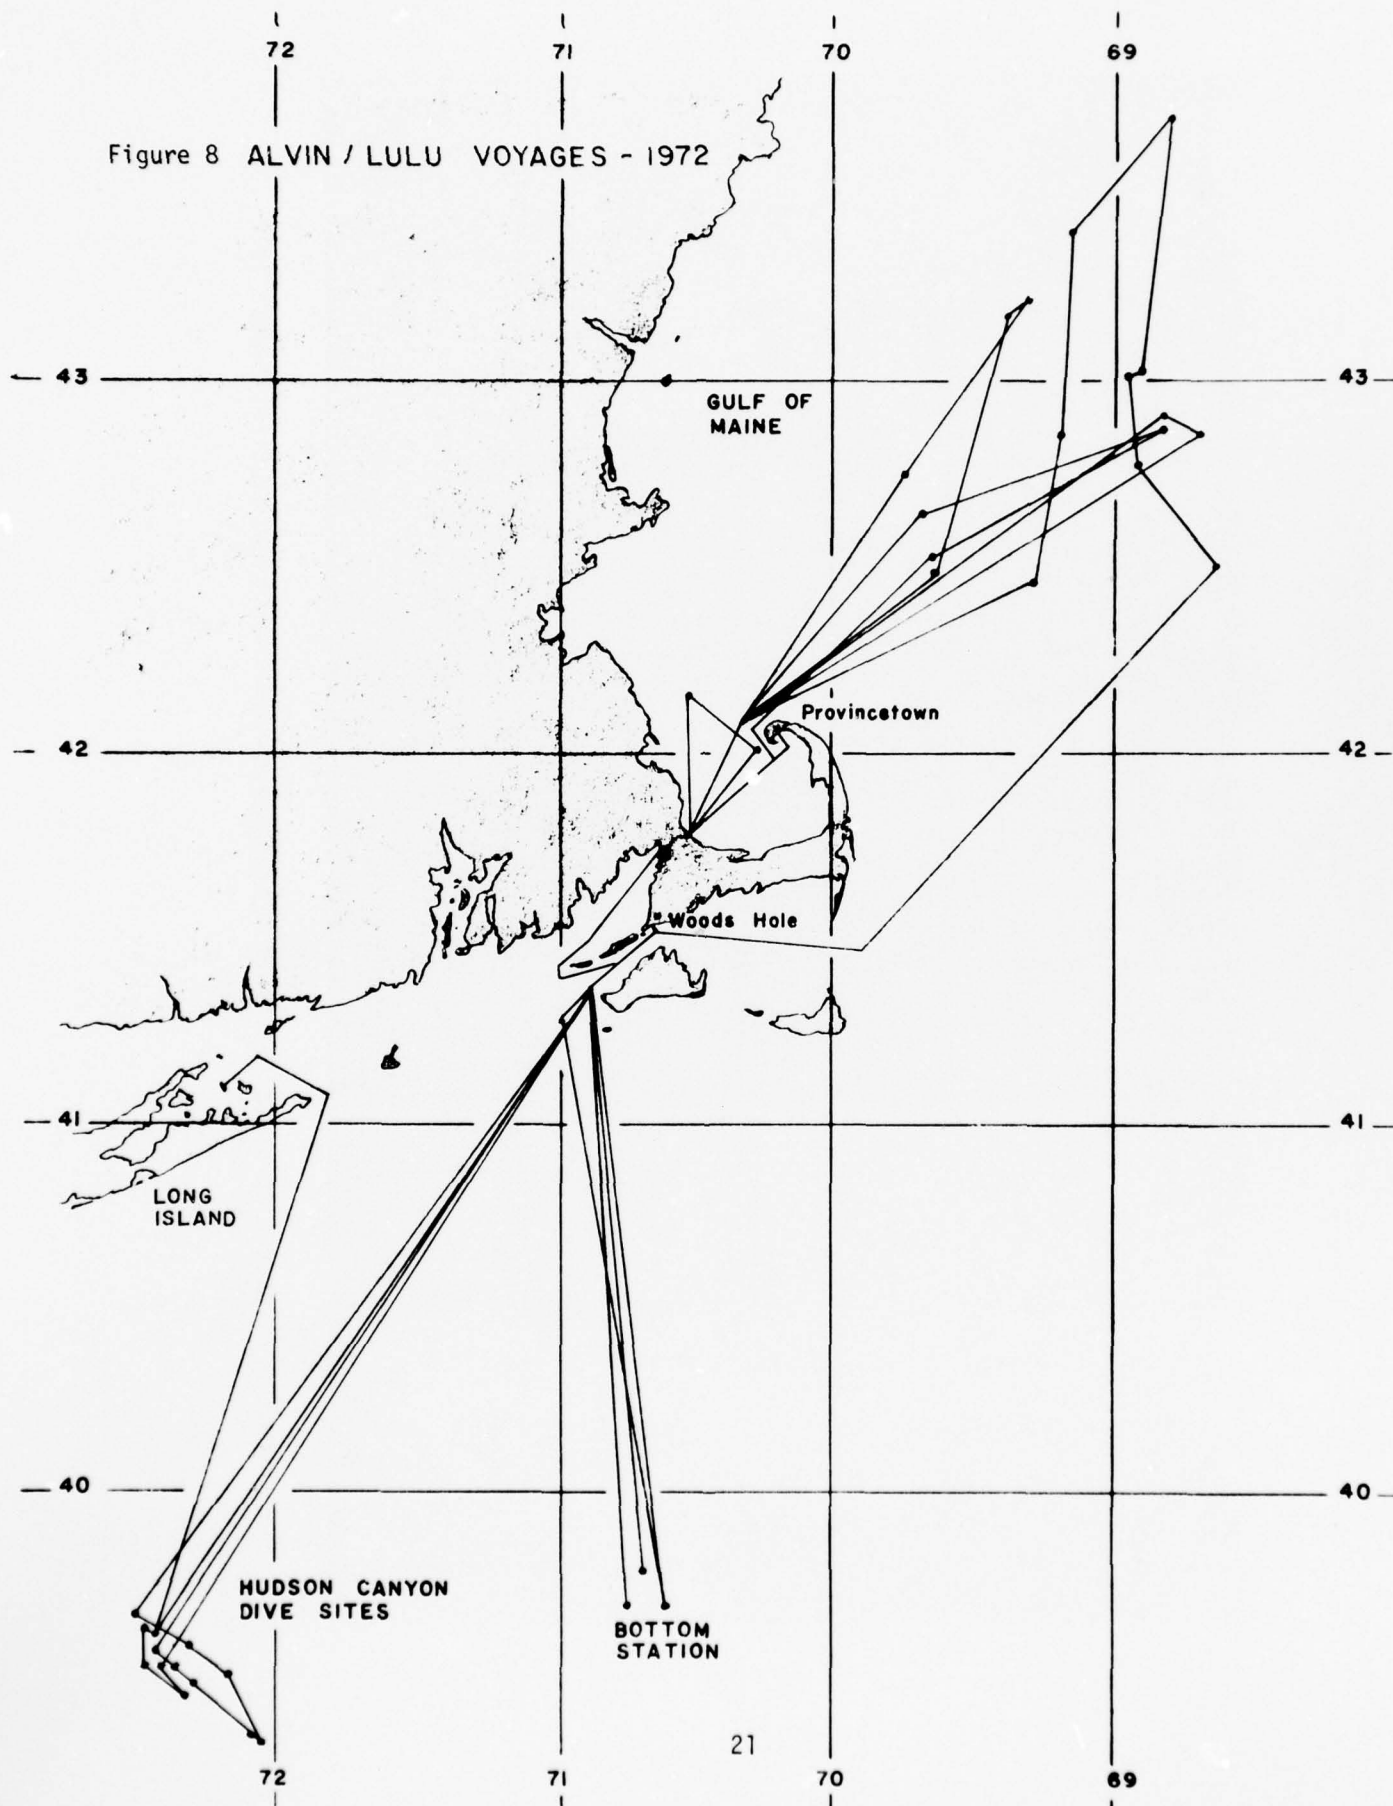 72 71 70 69
Figure 8 ALVIN / LULU VOYAGES - 1972
43 43
GULF OF
MAINE
Provincetown
42 42
Woods Hole
41 41
LONG
ISLAND
40 40
HUDSON CANYON
DIVE SITES
BOTTOM
STATION
21
72 71 70 69